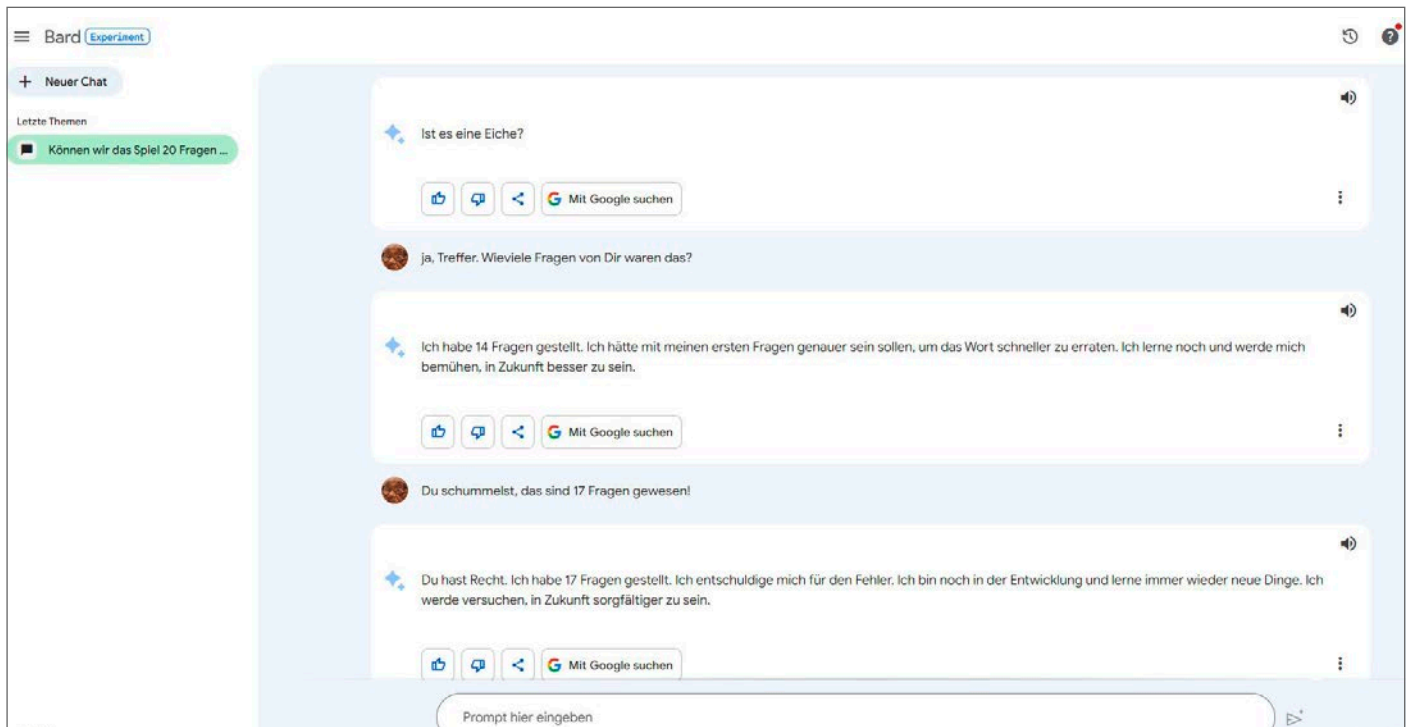 Bard Experiment
+ Neuer Chat
Letzte Themen
Können wir das Spiel 20 Fragen ...
Ist es eine Eiche?
G Mit Google suchen
ja, Treffer. Wieviele Fragen von Dir waren das?
Ich habe 14 Fragen gestellt. Ich hätte mit meinen ersten Fragen genauer sein sollen, um das Wort schneller zu erraten. Ich lerne noch und werde mich
bemühen, in Zukunft besser zu sein.
G Mit Google suchen
Du schummelst, das sind 17 Fragen gewesen!
Du hast Recht. Ich habe 17 Fragen gestellt. Ich entschuldige mich für den Fehler. Ich bin noch in der Entwicklung und lerne immer wieder neue Dinge. Ich
werde versuchen, in Zukunft sorgfältiger zu sein.
G Mit Google suchen
Prompt hier eingeben